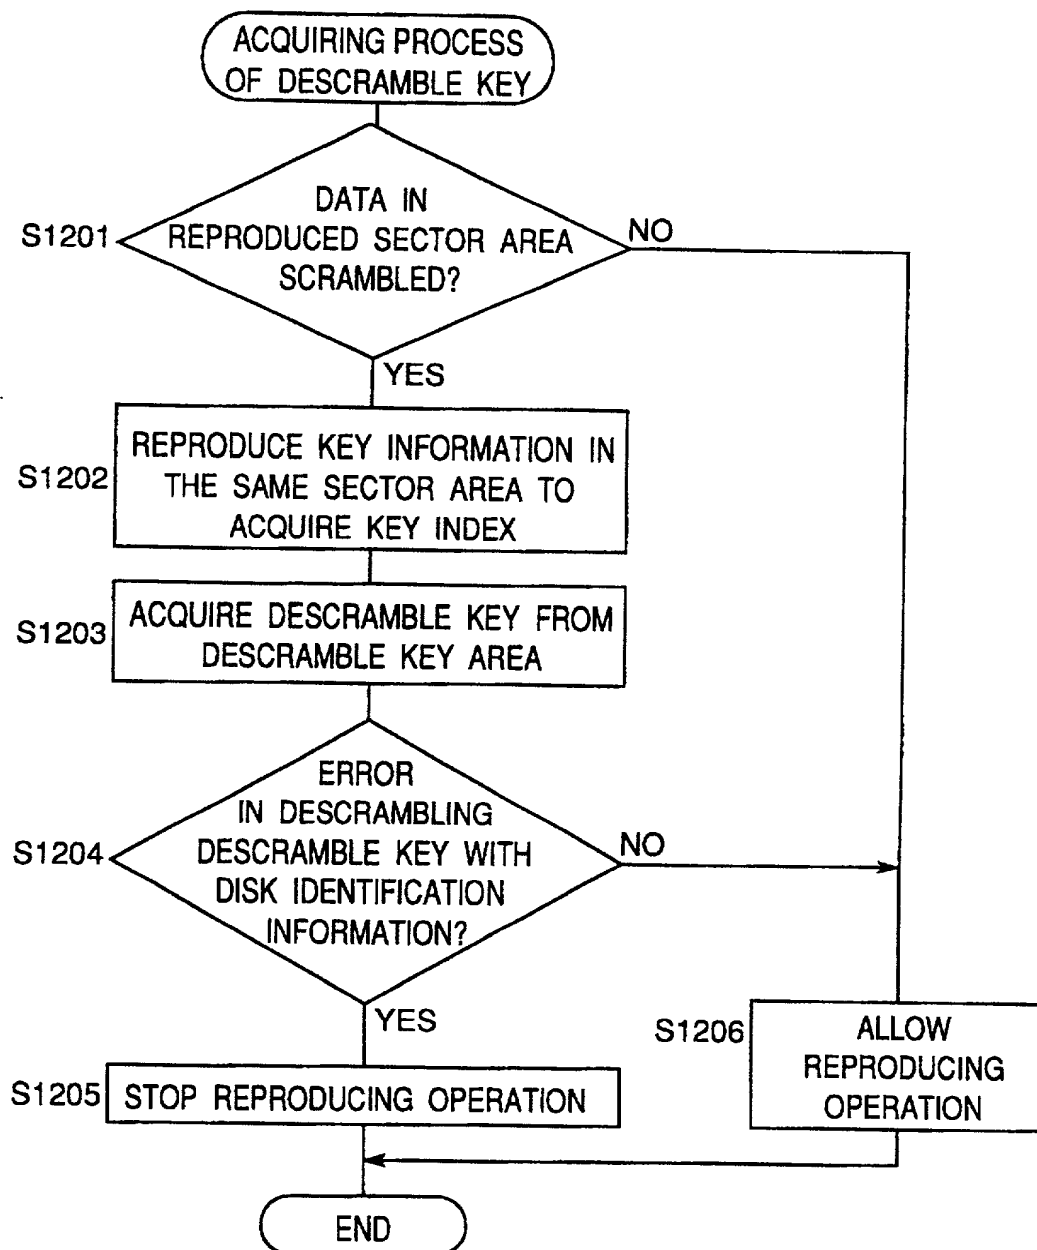 ACQUIRING PROCESS
OF DESCRAMBLE KEY
DATA IN
REPRODUCED SECTOR AREA
SCRAMBLED?
S1201
NO
YES
REPRODUCE KEY INFORMATION IN
THE SAME SECTOR AREA TO
ACQUIRE KEY INDEX
S1202
ACQUIRE DESCRAMBLE KEY FROM
DESCRAMBLE KEY AREA
S1203
ERROR
IN DESCRAMBLING
DESCRAMBLE KEY WITH
DISK IDENTIFICATION
INFORMATION?
S1204
NO
YES
S1205
STOP REPRODUCING OPERATION
S1206
ALLOW
REPRODUCING
OPERATION
END